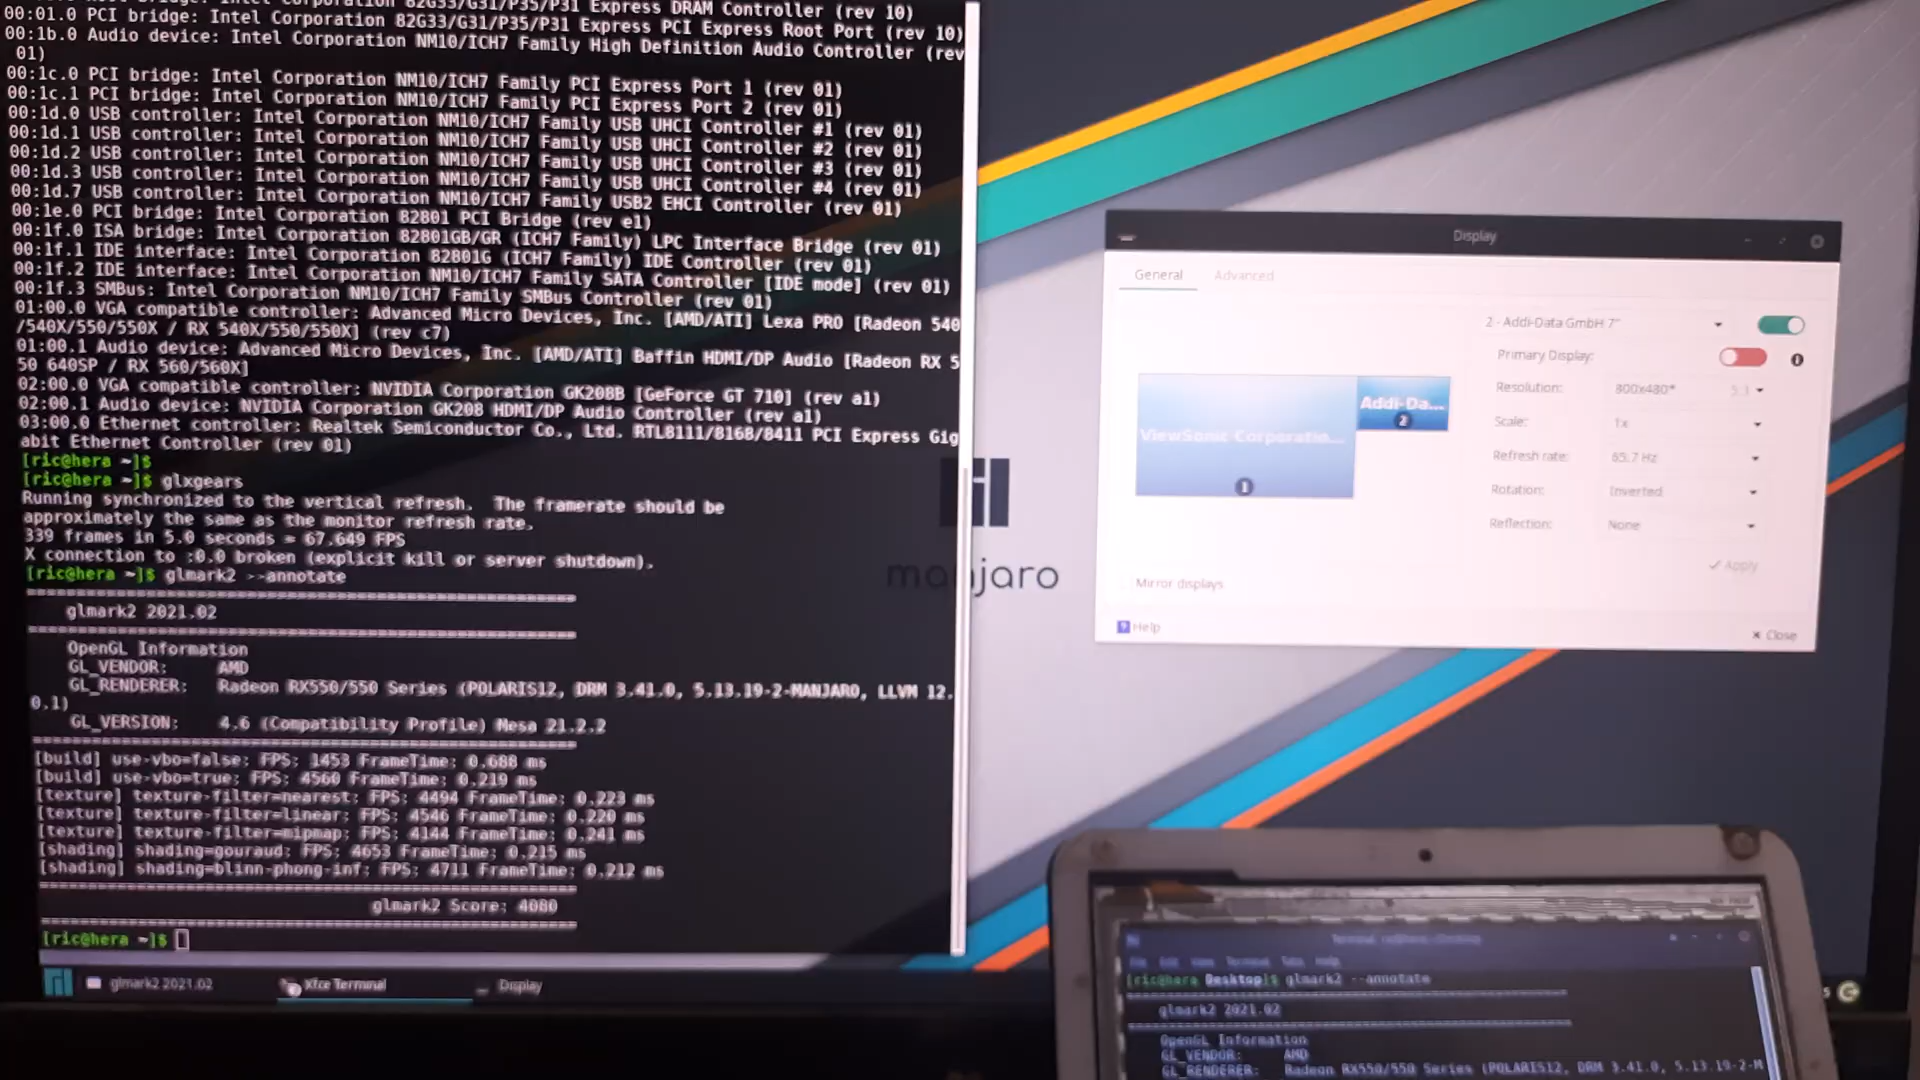 82G33/G31/P35/P31 Express DRAM Controller (rev 10)
00:01.0 PCI bridge: Intel Corporation 82G33/G31/P35/P31 Express PCI Express Root Port (rev 10)
00:1b.0 Audio device: Intel Corporation NM10/ICH7 Family High Definition Audio Controller (rev
01)
00:1c.0 PCI bridge: Intel Corporation NM10/ICH7 Family PCI Express Port 1 (rev 01)
00:1c.1 PCI bridge: Intel Corporation NM10/ICH7 Family PCI Express Port 2 (rev 01)
00:1d.0 USB controller: Intel Corporation NM10/ICH7 Family USB UHCI Controller #1 (rev 01)
00:1d.1 USB controller: Intel Corporation NM10/ICH7 Family USB UHCI Controller #2 (rev 01)
00:1d.2 USB controller: Intel Corporation NM10/ICH7 Family USB UHCI Controller #3 (rev 01)
00:1d.3 USB controller: Intel Corporation NM10/ICH7 Family USB UHCI Controller #4 (rev 01)
00:1d.7 USB controller: Intel Corporation NM10/ICH7 Family USB2 EHCI Controller (rev 01)
00:1e.0 PCI bridge: Intel Corporation 82801 PCI Bridge (rev e1)
00:1f.0 ISA bridge: Intel Corporation 82801GB/GR (ICH7 Family) LPC Interface Bridge (rev 01)
00:1f.1 IDE interface: Intel Corporation 82801G (ICH7 Family) IDE Controller (rev 01)
00:1f.2 IDE interface: Intel Corporation NM10/ICH7 Family SATA Controller [IDE mode] (rev 01)
00:1f.3 SMBus: Intel Corporation NM10/ICH7 Family SMBus Controller (rev 01)
01:00.0 VGA compatible controller: Advanced Micro Devices, Inc. [AMD/ATI] Lexa PRO [Radeon 540
/540X/550/550X / RX 540X/550/550X] (rev c7)
01:00.1 Audio device: Advanced Micro Devices, Inc. [AMD/ATI] Baffin HDMI/DP Audio [Radeon RX 5
50 640SP / RX 560/560X]
02:00.0 VGA compatible controller: NVIDIA Corporation GK208B [GeForce GT 710] (rev a1)
02:00.1 Audio device: NVIDIA Corporation GK208 HDMI/DP Audio Controller (rev a1)
03:00.0 Ethernet controller: Realtek Semiconductor Co., Ltd. RTL8111/8168/8411 PCI Express Gig
abit Ethernet Controller (rev 01)
[ric@hera ~]$
[ric@hera ~]$ glxgears
Running synchronized to the vertical refresh.  The framerate should be
approximately the same as the monitor refresh rate.
339 frames in 5.0 seconds = 67.649 FPS
X connection to :0.0 broken (explicit kill or server shutdown).
[ric@hera ~]$ glmark2 --annotate
=======================================================
glmark2 2021.02
=======================================================
OpenGL Information
GL_VENDOR: AMD
GL_RENDERER: Radeon RX550/550 Series (POLARIS12, DRM 3.41.0, 5.13.19-2-MANJARO, LLVM 12.
0.1)
GL_VERSION: 4.6 (Compatibility Profile) Mesa 21.2.2
=======================================================
[build] use-vbo=false: FPS: 1453 FrameTime: 0.688 ms
[build] use-vbo=true: FPS: 4560 FrameTime: 0.219 ms
[texture] texture-filter=nearest: FPS: 4494 FrameTime: 0.223 ms
[texture] texture-filter=linear: FPS: 4546 FrameTime: 0.220 ms
[texture] texture-filter=mipmap: FPS: 4144 FrameTime: 0.241 ms
[shading] shading=gouraud: FPS: 4653 FrameTime: 0.215 ms
[shading] shading=blinn-phong-inf: FPS: 4711 FrameTime: 0.212 ms
=======================================================
glmark2 Score: 4080
=======================================================
[ric@hera ~]$
glmark2 2021.02
Xfce Terminal
Display
manjaro
Display
General
Advanced
2 - Addi-Data GmbH 7"
Primary Display:
Resolution: 800x480*
Scale: 1x
Refresh rate: 65.7 Hz
Rotation: Inverted
Reflection: None
ViewSonic Corporatin...
1
Addi-Da...
2
Apply
Mirror displays
Help
Close
File Edit View Terminal Tabs Help
[ric@hera Desktop]$ glmark2 --annotate
glmark2 2021.02
OpenGL Information
GL_VENDOR: AMD
GL_RENDERER: Radeon RX550/550 Series (POLARIS12, DRM 3.41.0, 5.13.19-2-M